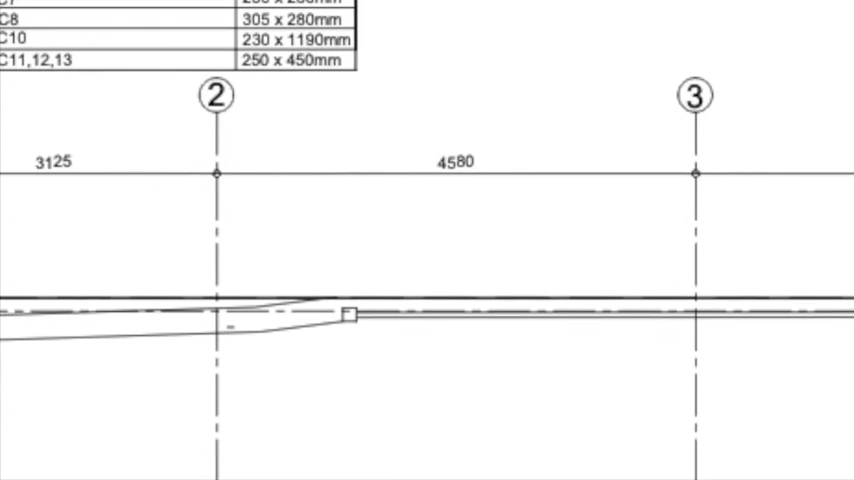 C8 305 x 280mm
C10 230 x 1190mm
C11,12,13 250 x 450mm
2 3
3125 4580